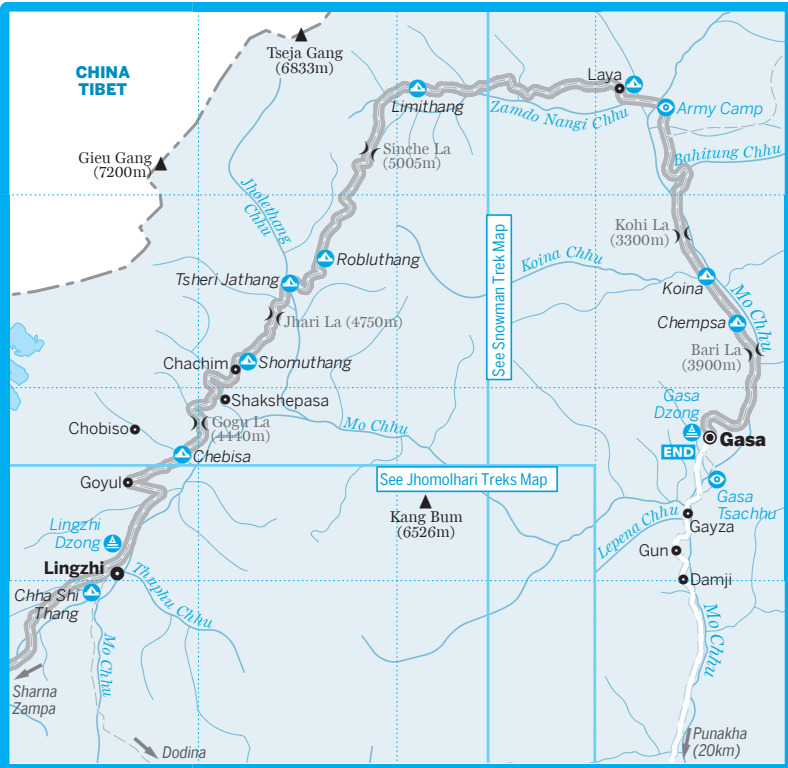 Tseja Gang
(6833m)
CHINA
TIBET
Laya
Limithang
Zamdo Nangi Chhu
Army Camp
Gieu Gang
(7200m)
Sinche La
(5005m)
Bahitung Chhu
Jholethang
Chhu
Kohi La
(3300m)
See Snowman Trek Map
Koina Chhu
Robluthang
Tsheri Jathang
Koina
Mo Chhu
Jhari La (4750m)
Chempsa
Bari La
(3900m)
Chachim
Shomuthang
Shakshepasa
Gasa
Dzong
Gogu La
(4440m)
Mo Chhu
Chobiso
Gasa
END
Chebisa
See Jhomolhari Treks Map
Goyul
Gasa
Tsachhu
Kang Bum
(6526m)
Lepena Chhu
Gayza
Lingzhi
Dzong
Gun
Lingzhi
Thaphu Chhu
Damji
Chha Shi
Thang
Mo Chhu
Mo Chhu
Sharna
Zampa
Dodina
Punakha
(20km)